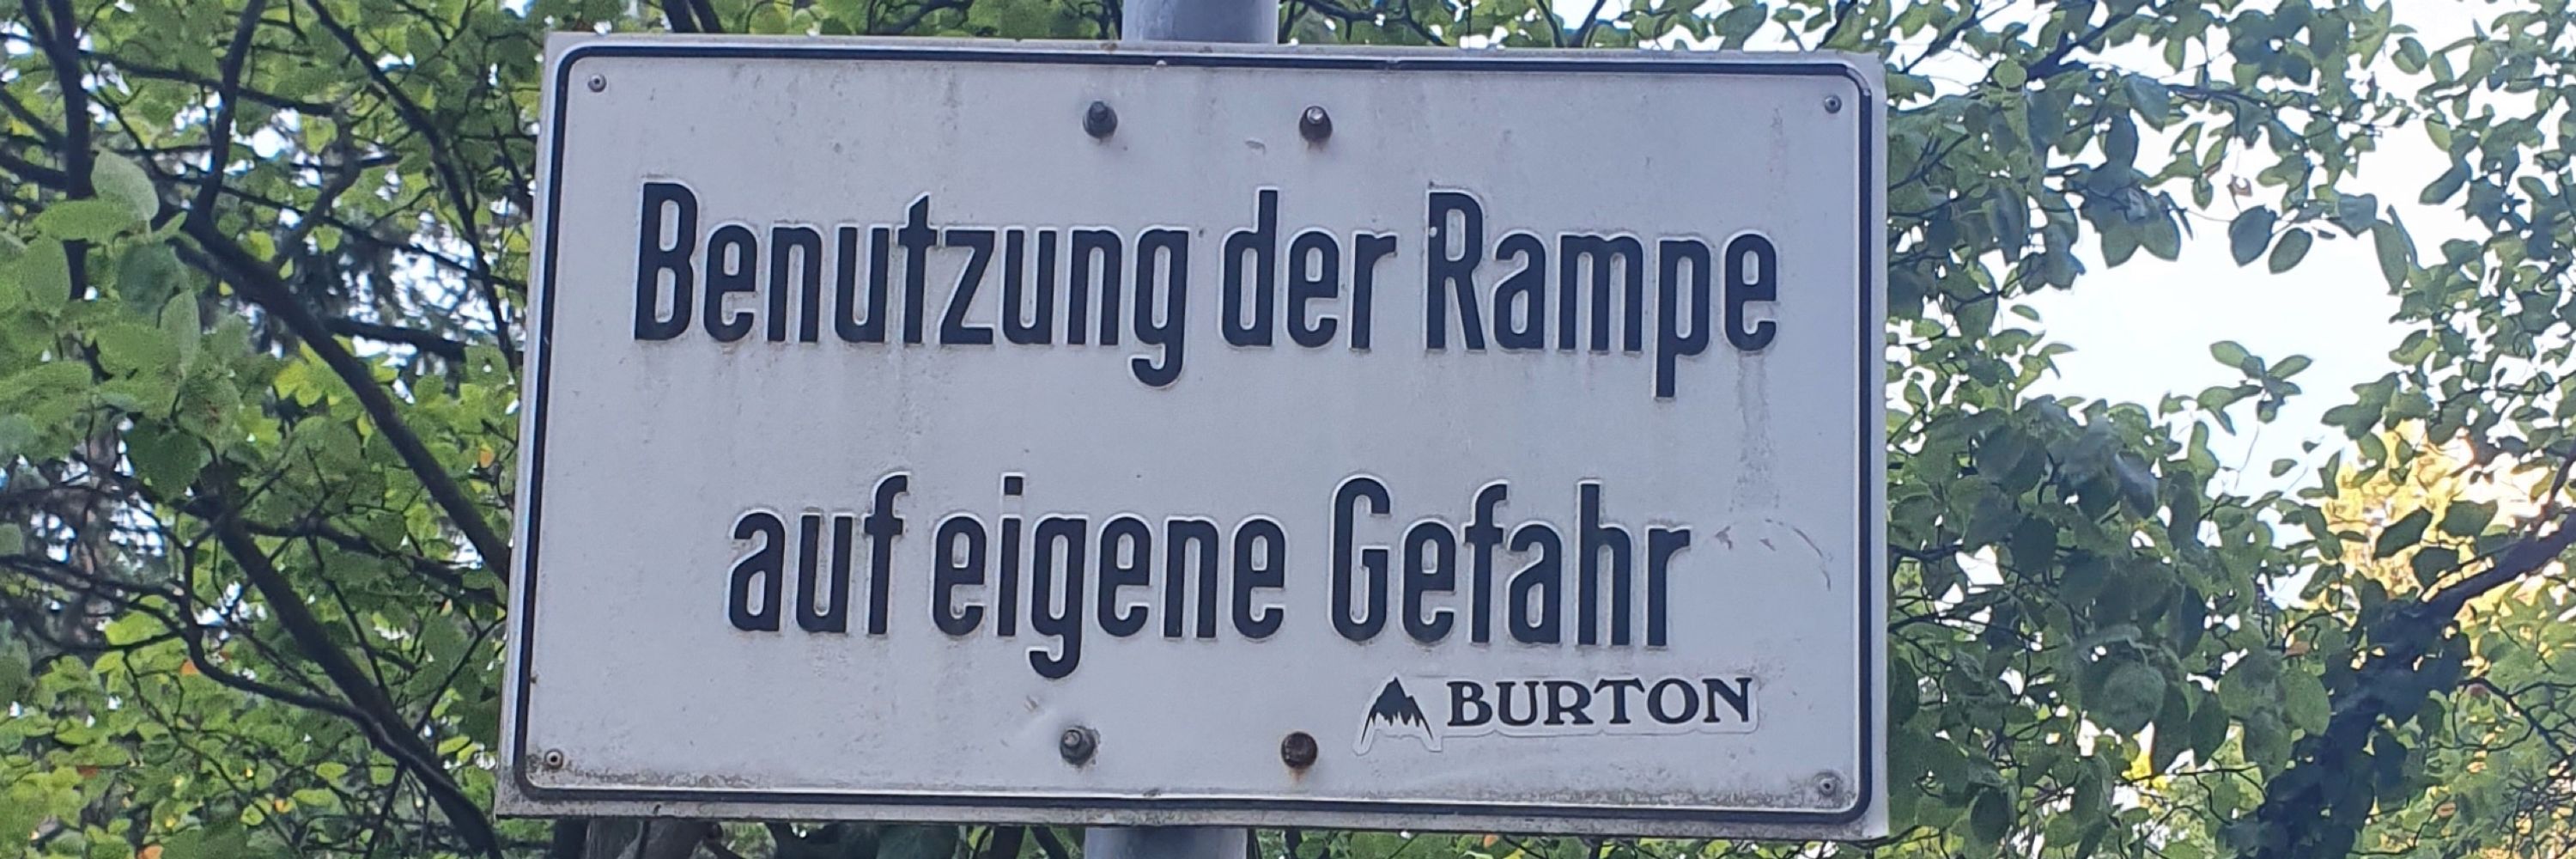 Benutzung der Rampe
auf eigene Gefahr
BURTON